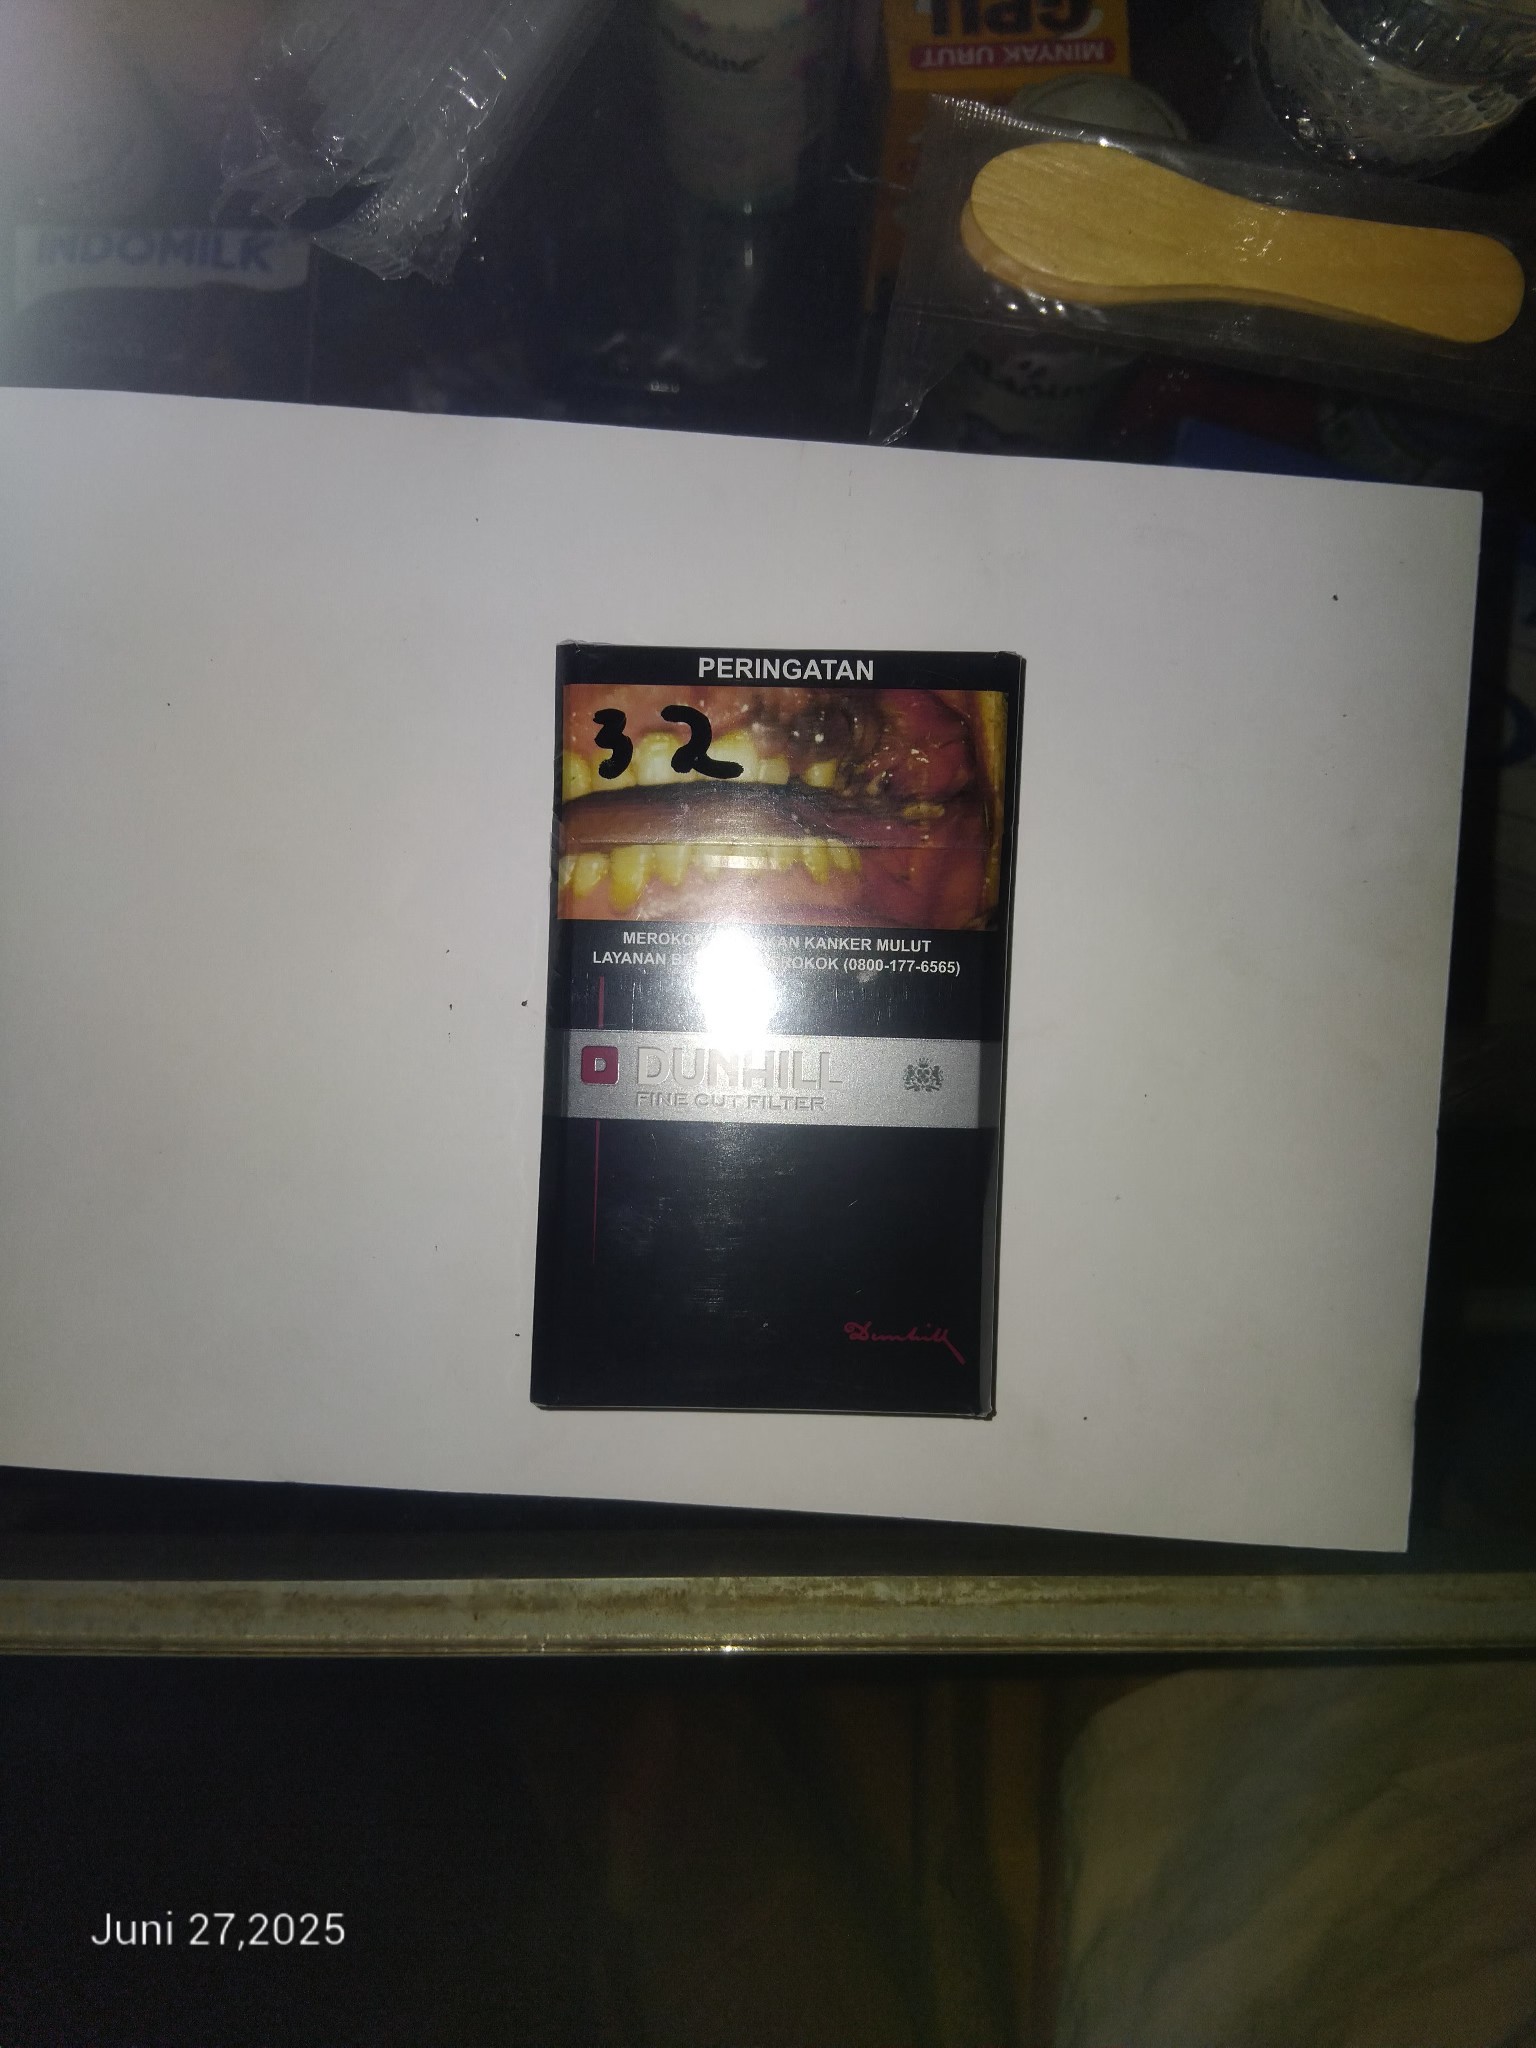 GPU
MINYAK URUT
INDOMILK
PERINGATAN
32
KANKER MULUT
LAYANAN ROKOK (0800-177-6565)
D DUNHILL
FINE CUT FILTER
Dunhill
Juni 27,2025